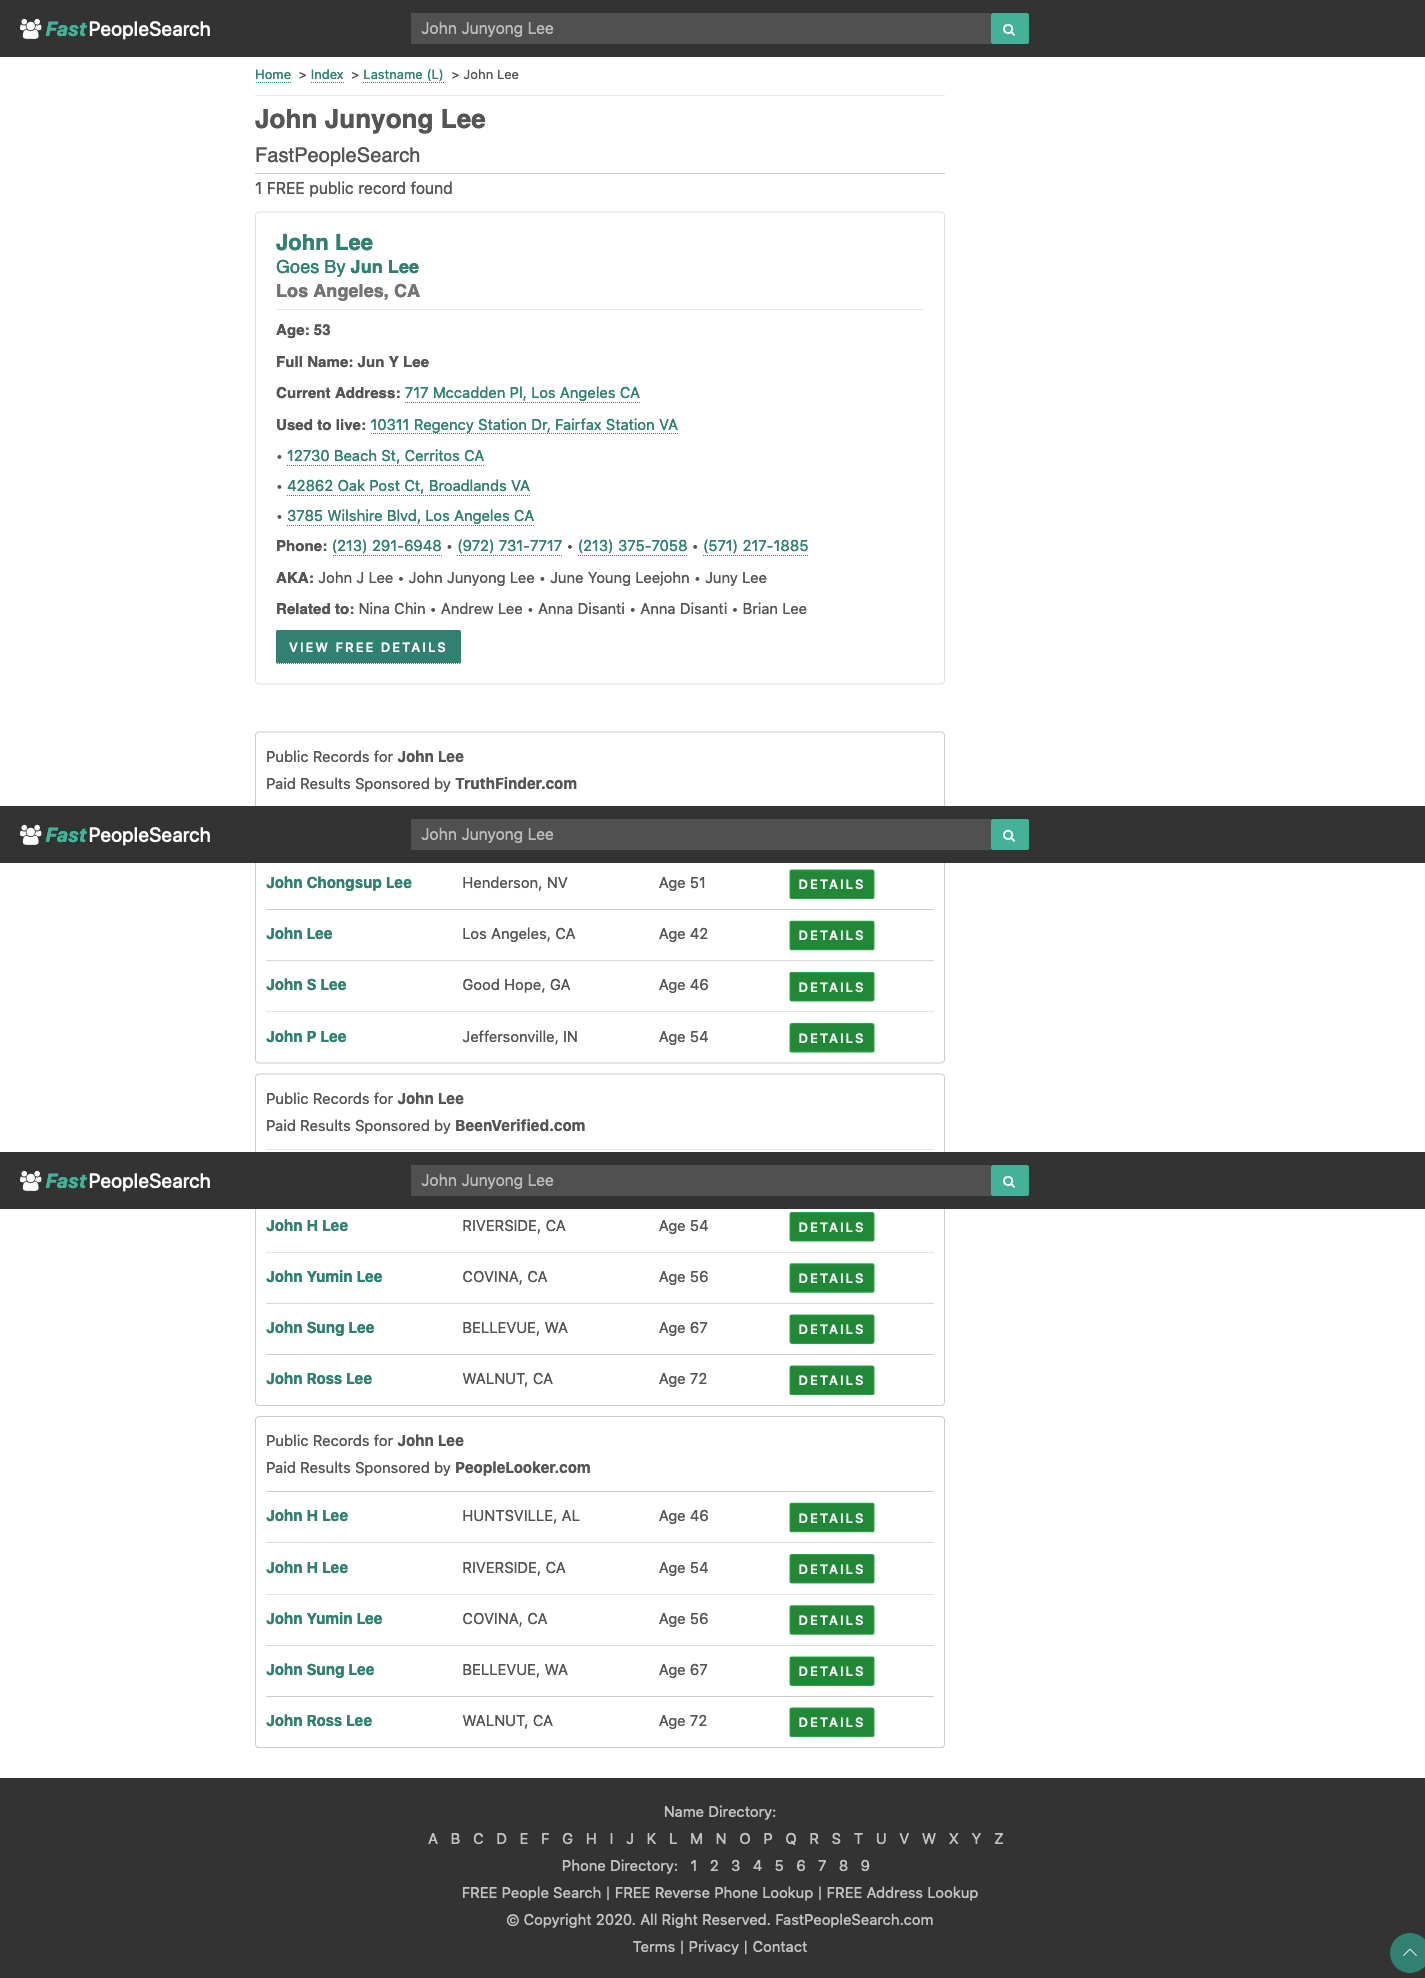 FastPeopleSearch
John Junyong Lee
Home > Index > Lastname (L) > John Lee
John Junyong Lee
FastPeopleSearch
1 FREE public record found
John Lee
Goes By Jun Lee
Los Angeles, CA
Age: 53
Full Name: Jun Y Lee
Current Address: 717 Mccadden Pl, Los Angeles CA
Used to live: 10311 Regency Station Dr, Fairfax Station VA
• 12730 Beach St, Cerritos CA
• 42862 Oak Post Ct, Broadlands VA
• 3785 Wilshire Blvd, Los Angeles CA
Phone: (213) 291-6948 • (972) 731-7717 • (213) 375-7058 • (571) 217-1885
AKA: John J Lee • John Junyong Lee • June Young Leejohn • Juny Lee
Related to: Nina Chin • Andrew Lee • Anna Disanti • Anna Disanti • Brian Lee
VIEW FREE DETAILS
Public Records for John Lee
Paid Results Sponsored by TruthFinder.com
FastPeopleSearch
John Junyong Lee
John Chongsup Lee Henderson, NV Age 51 DETAILS
John Lee Los Angeles, CA Age 42 DETAILS
John S Lee Good Hope, GA Age 46 DETAILS
John P Lee Jeffersonville, IN Age 54 DETAILS
Public Records for John Lee
Paid Results Sponsored by BeenVerified.com
FastPeopleSearch
John Junyong Lee
John H Lee RIVERSIDE, CA Age 54 DETAILS
John Yumin Lee COVINA, CA Age 56 DETAILS
John Sung Lee BELLEVUE, WA Age 67 DETAILS
John Ross Lee WALNUT, CA Age 72 DETAILS
Public Records for John Lee
Paid Results Sponsored by PeopleLooker.com
John H Lee HUNTSVILLE, AL Age 46 DETAILS
John H Lee RIVERSIDE, CA Age 54 DETAILS
John Yumin Lee COVINA, CA Age 56 DETAILS
John Sung Lee BELLEVUE, WA Age 67 DETAILS
John Ross Lee WALNUT, CA Age 72 DETAILS
Name Directory:
A B C D E F G H I J K L M N O P Q R S T U V W X Y Z
Phone Directory: 1 2 3 4 5 6 7 8 9
FREE People Search | FREE Reverse Phone Lookup | FREE Address Lookup
© Copyright 2020. All Right Reserved. FastPeopleSearch.com
Terms | Privacy | Contact